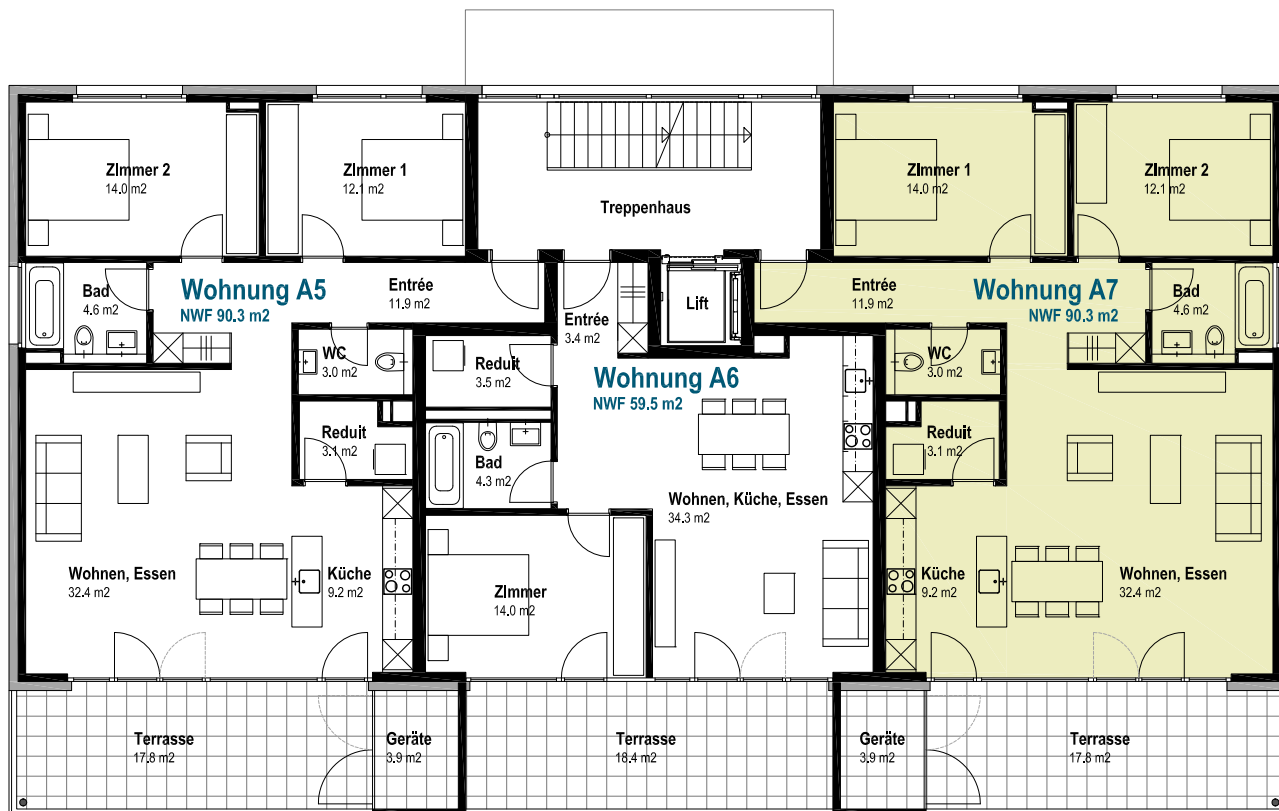 ZImmer 2
14.0 m2
ZImmer 1
12.1 m2
Treppenhaus
ZImmer 1
14.0 m2
ZImmer 2
12.1 m2
Bad
4.6 m2
Wohnung A5
NWF 90.3 m2
Entrée
11.9 m2
Entrée
3.4 m2
Lift
Entrée
11.9 m2
Wohnung A7
NWF 90.3 m2
Bad
4.6 m2
WC
3.0 m2
Reduit
3.5 m2
Wohnung A6
NWF 59.5 m2
WC
3.0 m2
Reduit
3.1 m2
Bad
4.3 m2
Wohnen, Küche, Essen
34.3 m2
Reduit
3.1 m2
Wohnen, Essen
32.4 m2
Küche
9.2 m2
ZImmer
14.0 m2
Küche
9.2 m2
Wohnen, Essen
32.4 m2
Terrasse
17.8 m2
Geräte
3.9 m2
Terrasse
18.4 m2
Geräte
3.9 m2
Terrasse
17.8 m2